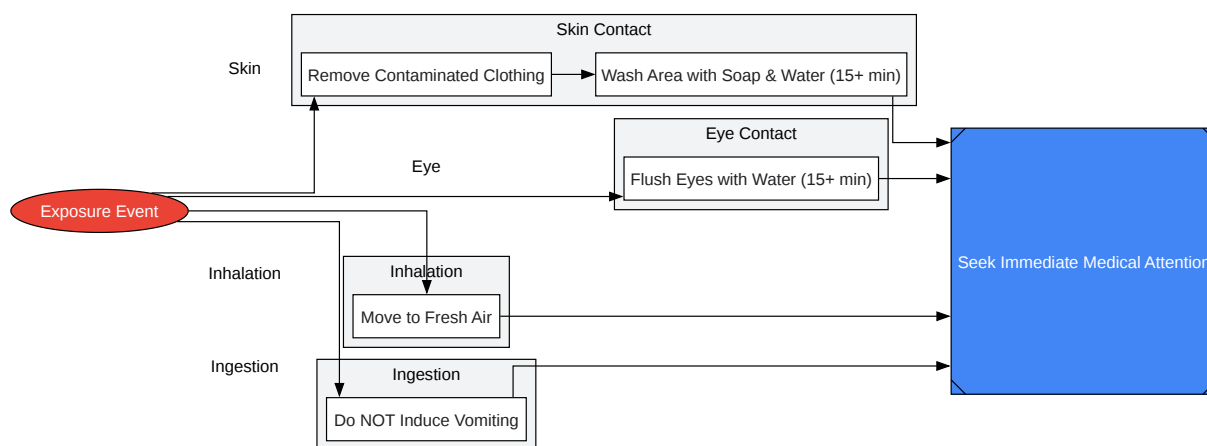 Skin Contact
Skin
Remove Contaminated Clothing
Wash Area with Soap & Water (15+ min)
Eye Contact
Eye
Flush Eyes with Water (15+ min)
Exposure Event
Seek Immediate Medical Attention
Inhalation
Inhalation
Move to Fresh Air
Ingestion
Ingestion
Do NOT Induce Vomiting